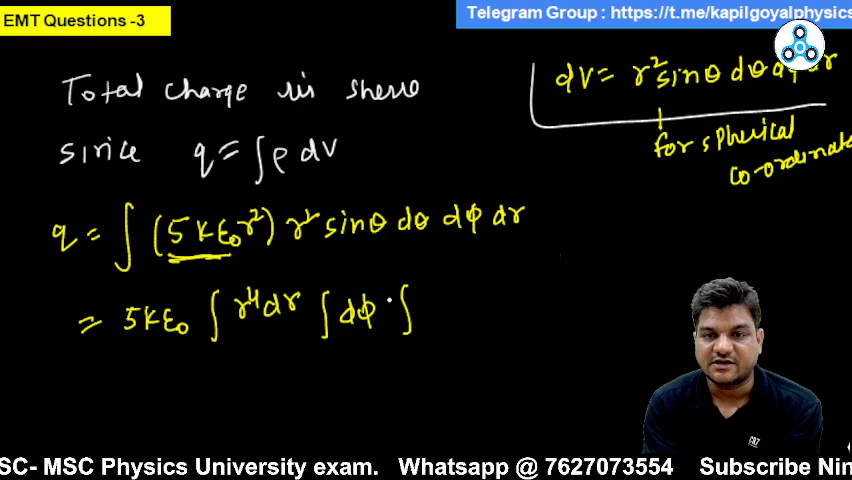 EMT Questions -3
Telegram Group : https://t.me/kapilgoyalphysics
Total charge in
since q = ∫ρ dV
q = ∫ (5kε₀r²) r² sinθ dθ dϕ dr
= 5kε₀ ∫ r⁴dr ∫ dϕ ∫
dV = r² sinθ dθ dϕ dr
for spherical
co-ordinate
SC- MSC Physics University exam. Whatsapp @ 7627073554 Subscribe Nin